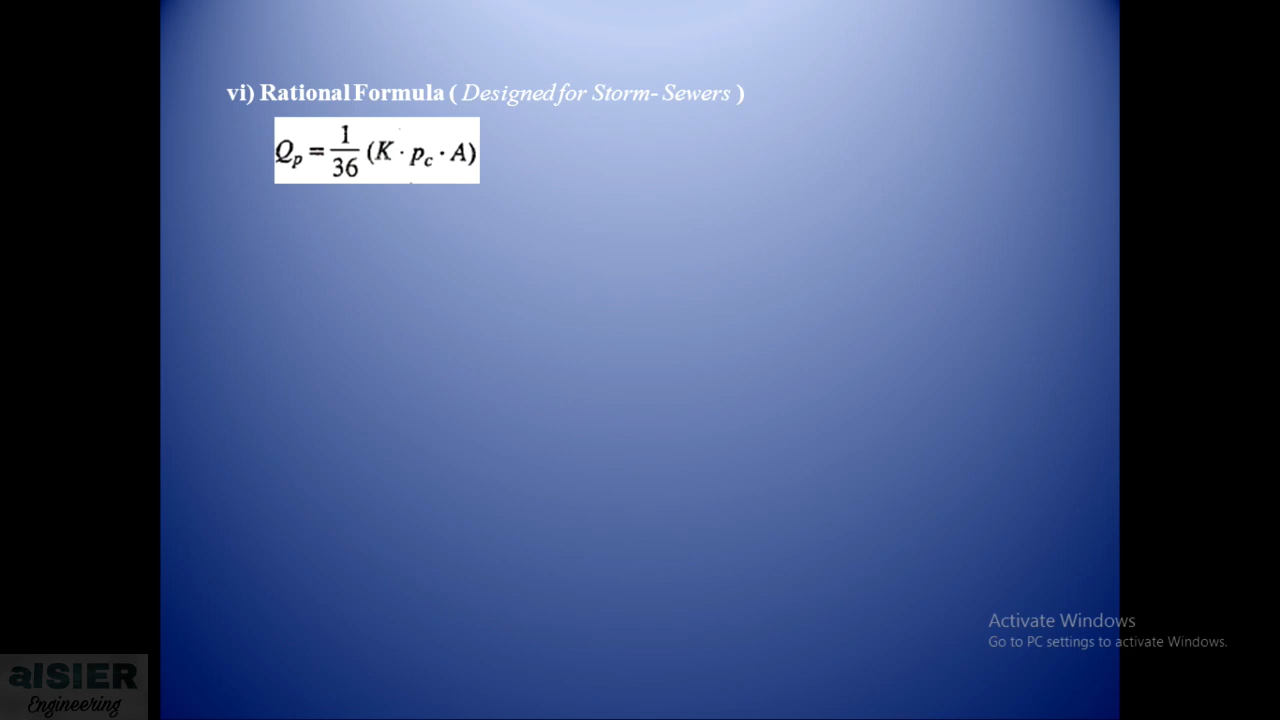 vi) Rational Formula ( Designed for Storm- Sewers )
Qp = 1/36 (K · pc · A)
Activate Windows
Go to PC settings to activate Windows.
aISIER
Engineering